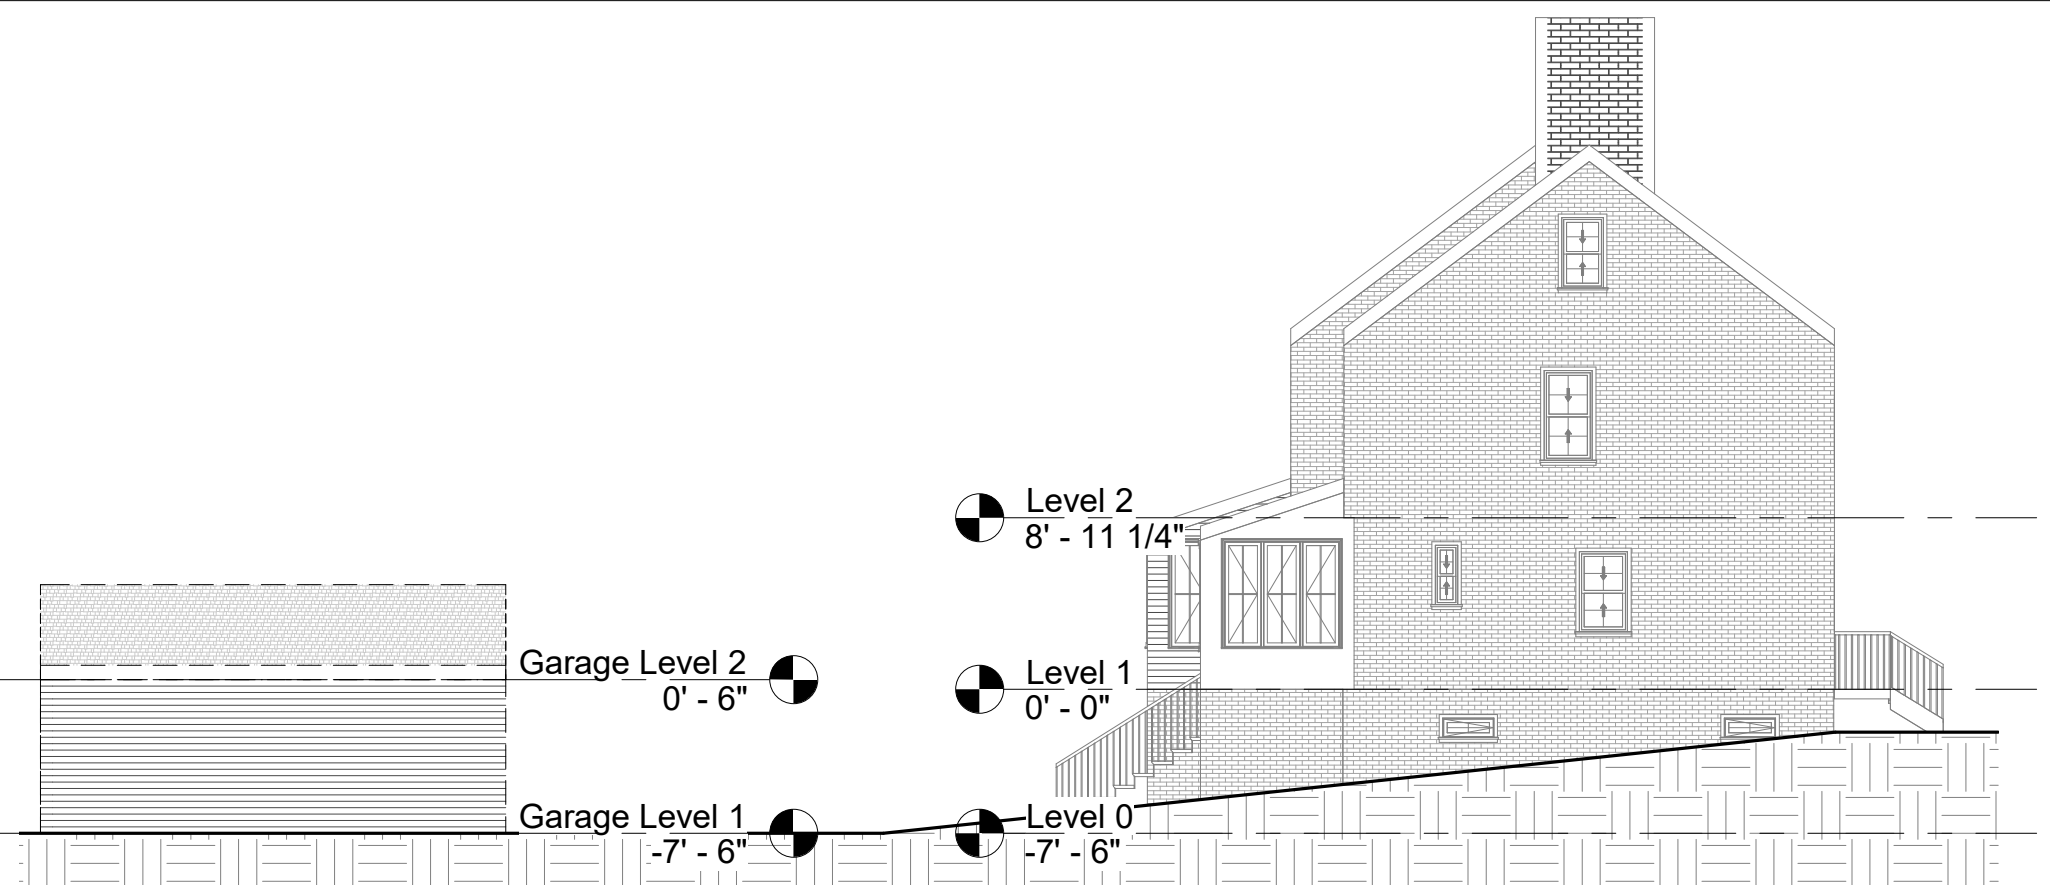 Level 2
8' - 11 1/4"
Garage Level 2
0' - 6"
Level 1
0' - 0"
Garage Level 1
-7' - 6"
Level 0
-7' - 6"